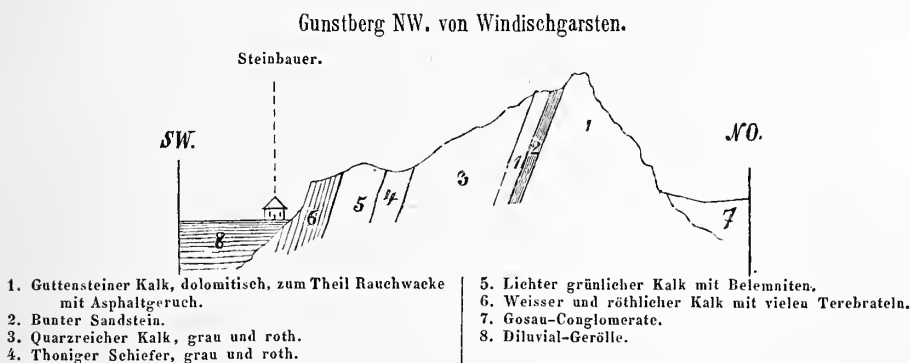 Gunstberg NW. von Windischgarsten.
Steinbauer.
SW.
NO.
1
2
1
3
4
5
6
7
8
1. Guttensteiner Kalk, dolomitisch, zum Theil Rauchwacke
mit Asphaltgeruch.
2. Bunter Sandstein.
3. Quarzreicher Kalk, grau und roth.
4. Thoniger Schiefer, grau und roth.
5. Lichter grünlicher Kalk mit Belemniten.
6. Weisser und röthlicher Kalk mit vielen Terebrateln.
7. Gosau-Conglomerate.
8. Diluvial-Gerölle.